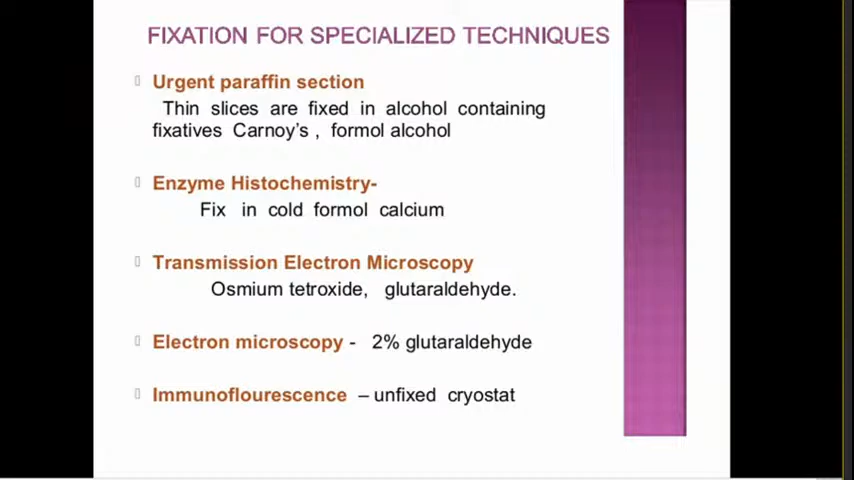 FIXATION FOR SPECIALIZED TECHNIQUES
Urgent paraffin section
Thin slices are fixed in alcohol containing
fixatives Carnoy's , formol alcohol
Enzyme Histochemistry-
Fix in cold formol calcium
Transmission Electron Microscopy
Osmium tetroxide, glutaraldehyde.
Electron microscopy - 2% glutaraldehyde
Immunoflourescence – unfixed cryostat